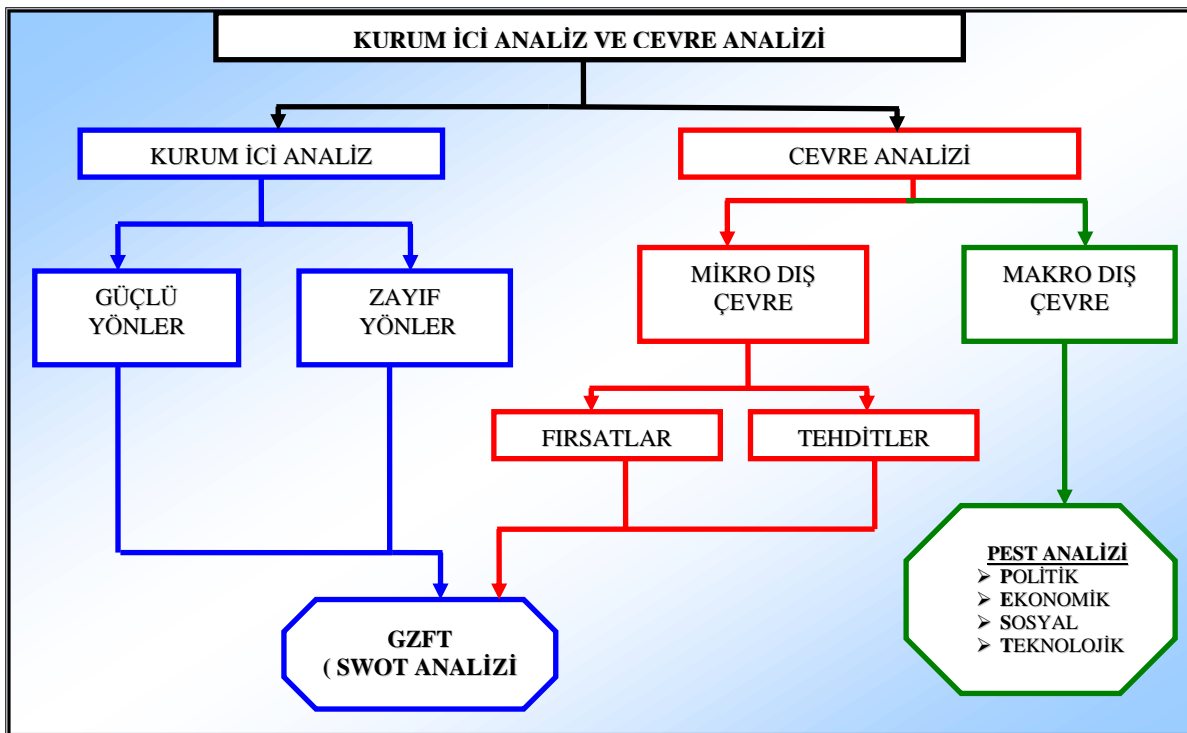 KURUM İCİ ANALİZ VE CEVRE ANALİZİ
KURUM İCİ ANALİZ
CEVRE ANALİZİ
GÜÇLÜ
YÖNLER
ZAYIF
YÖNLER
MİKRO DIŞ
ÇEVRE
MAKRO DIŞ
ÇEVRE
FIRSATLAR
TEHDİTLER
GZFT
( SWOT ANALİZİ
PEST ANALİZİ
➢ POLİTİK
➢ EKONOMİK
➢ SOSYAL
➢ TEKNOLOJİK